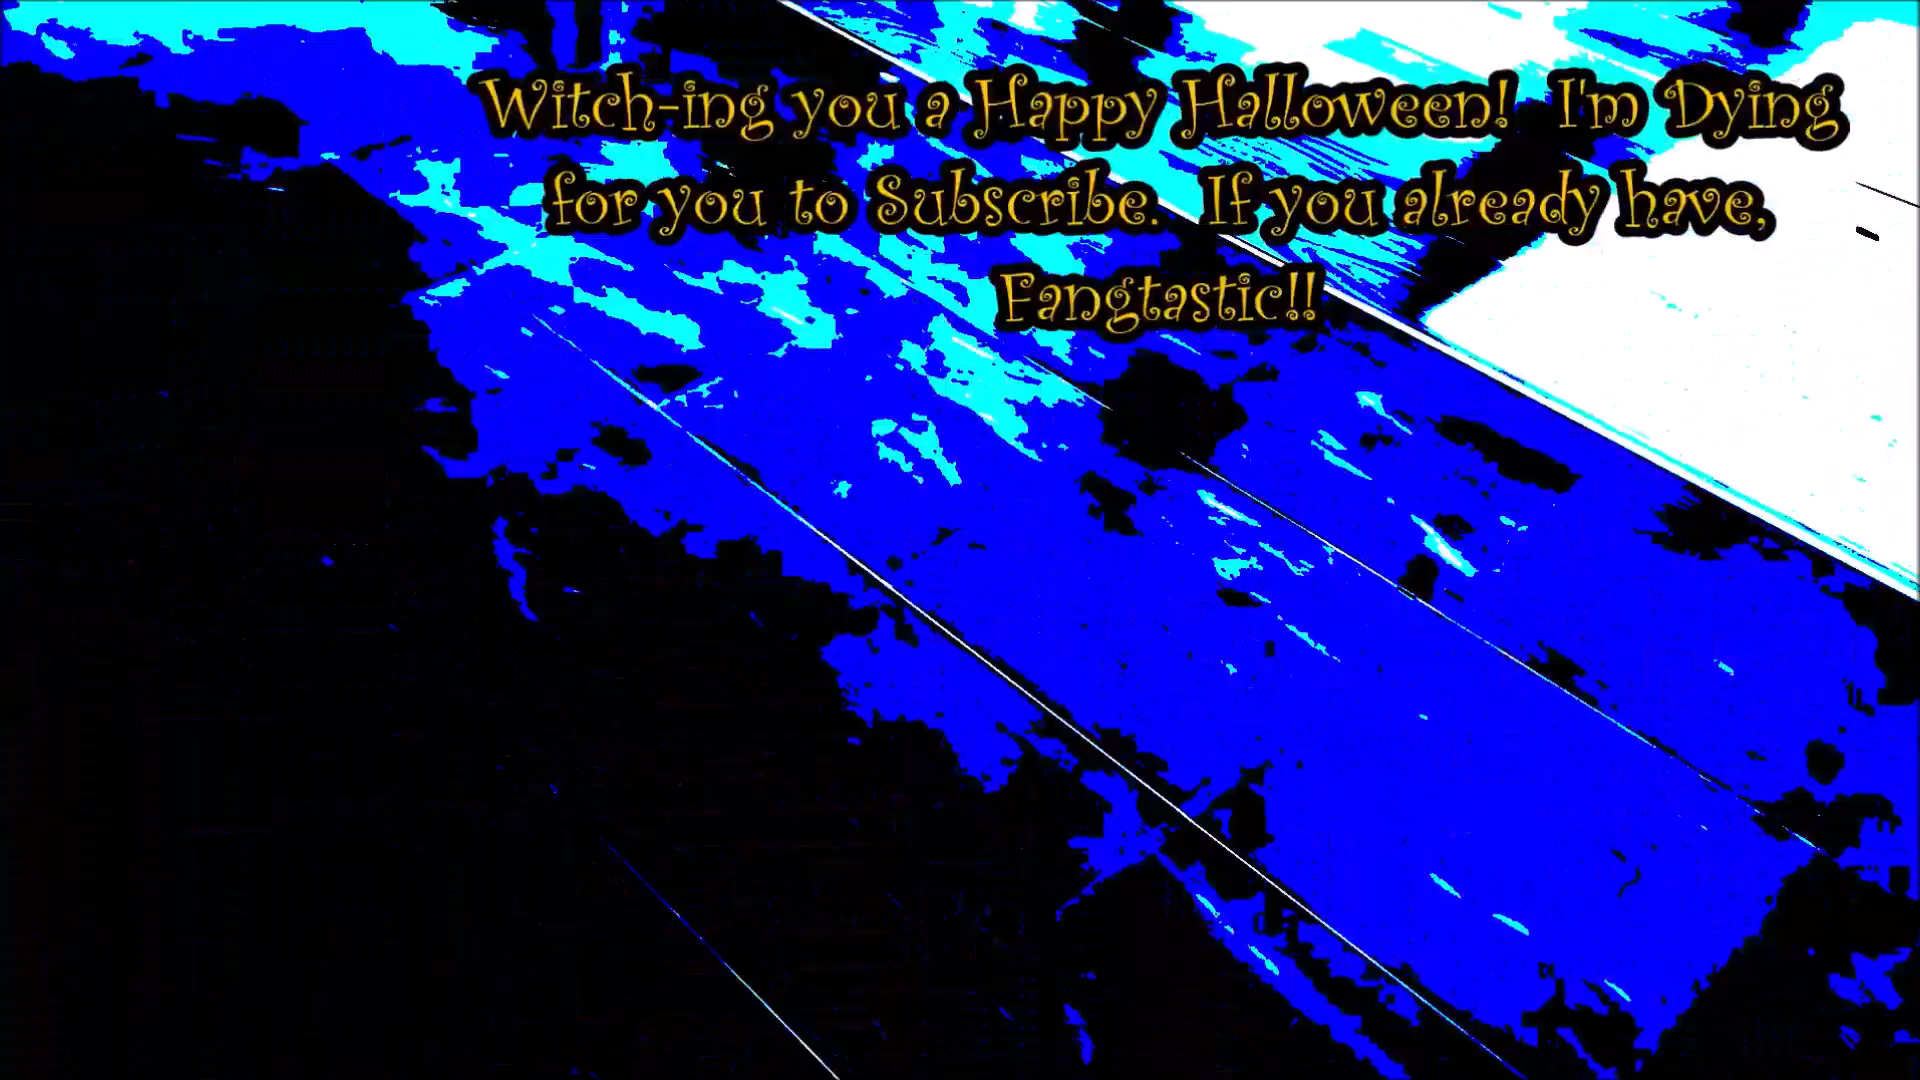 Witch-ing you a Happy Halloween!  I'm Dying
for you to Subscribe.  If you already have,
Fangtastic!!